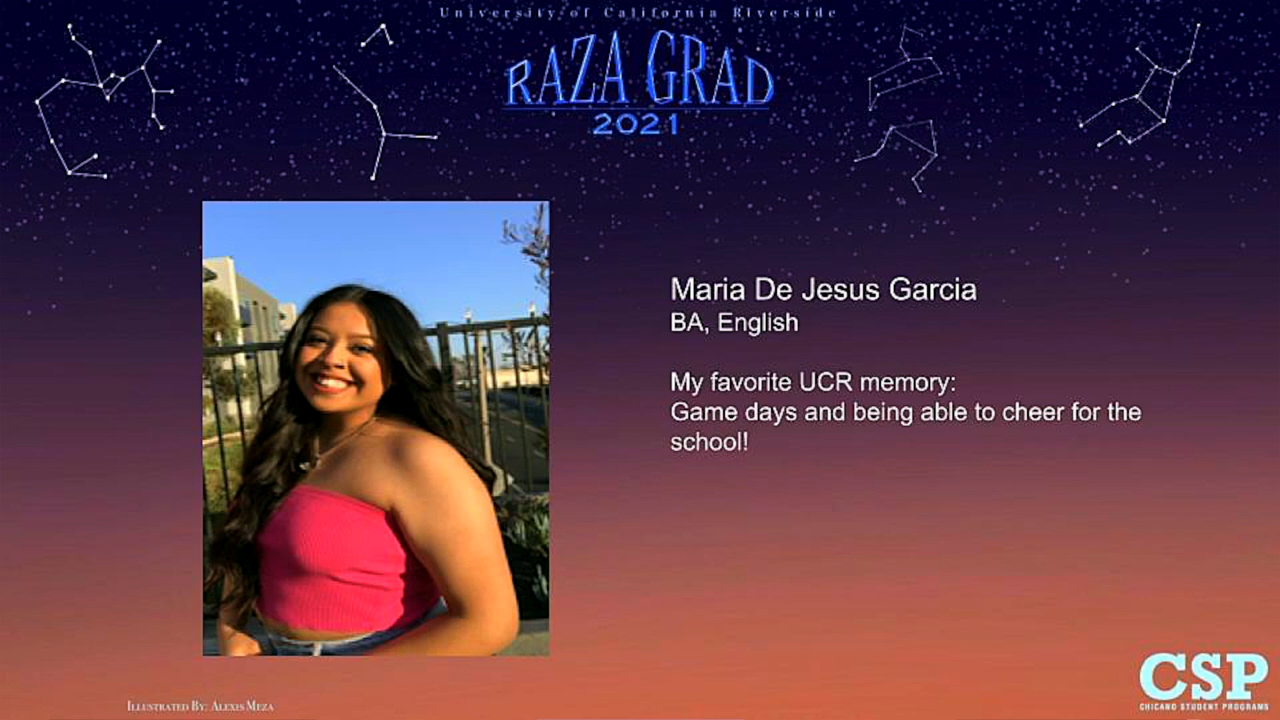 University of California Riverside
RAZA GRAD
2021
Maria De Jesus Garcia
BA, English
My favorite UCR memory:
Game days and being able to cheer for the
school!
Illustrated By: Alexis Meza
CSP
CHICANO STUDENT PROGRAMS